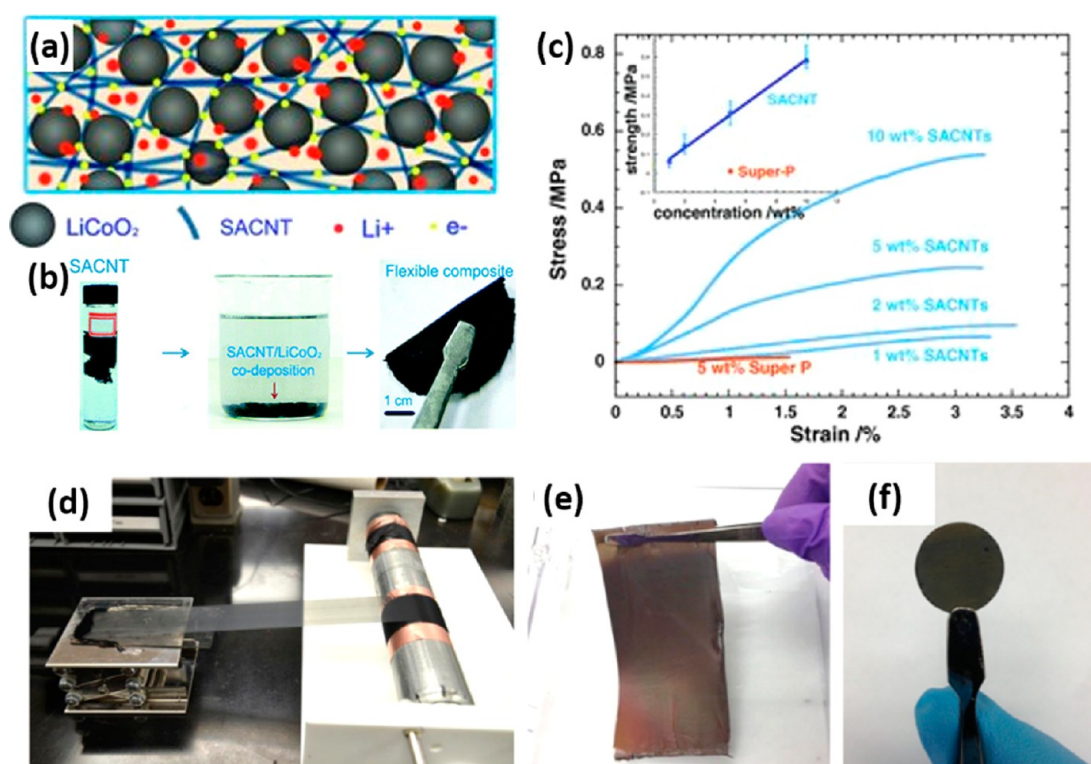 (a)
LiCoO₂
SACNT
Li+
e-
(b)
SACNT
SACNT/LiCoO₂
co-deposition
Flexible composite
1 cm
(c)
Stress /MPa
0.8
0.6
0.4
0.2
0
0
0.5
1
1.5
2
2.5
3
3.5
4
Strain /%
strength /MPa
concentration /wt%
SACNT
Super-P
10 wt% SACNTs
5 wt% SACNTs
2 wt% SACNTs
1 wt% SACNTs
5 wt% Super P
(d)
(e)
(f)